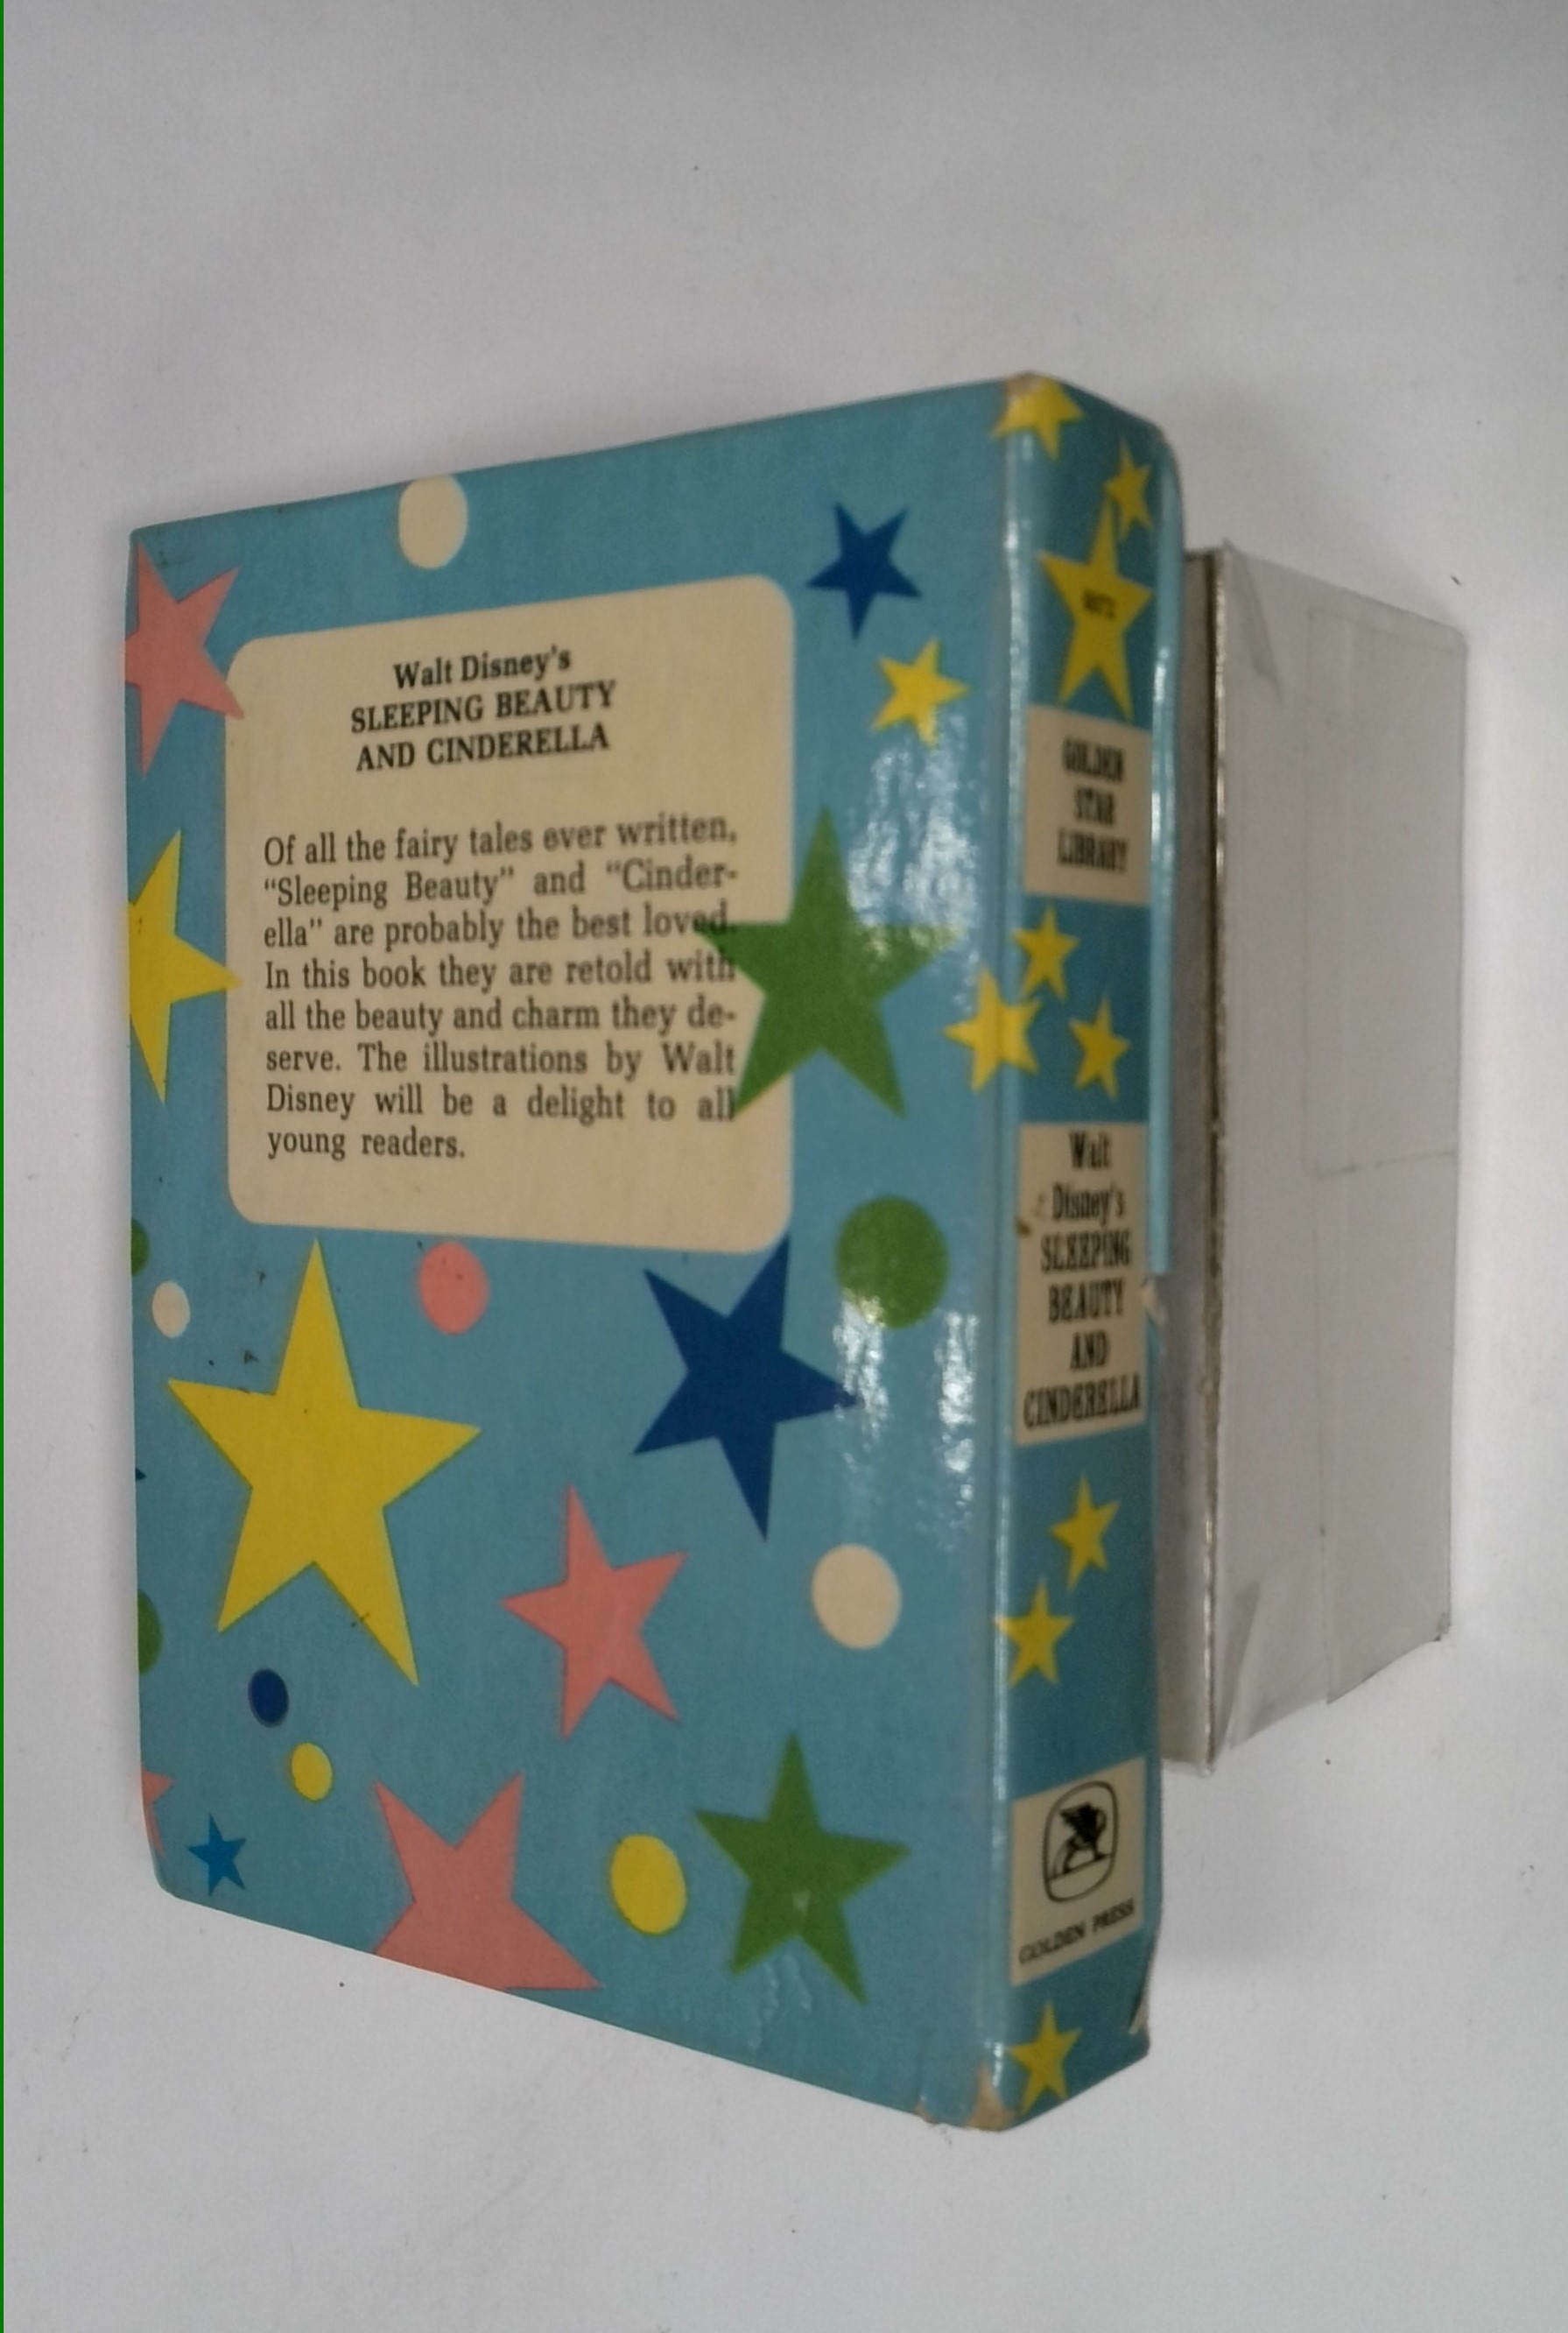 Walt Disney's
SLEEPING BEAUTY
AND CINDERELLA
Of all the fairy tales ever written,
“Sleeping Beauty” and “Cinder-
ella” are probably the best loved.
In this book they are retold with
all the beauty and charm they de-
serve. The illustrations by Walt
Disney will be a delight to all
young readers.
GOLDEN
STAR
LIBRARY
Walt
Disney's
SLEEPING
BEAUTY
AND
CINDERELLA
GOLDEN PRESS